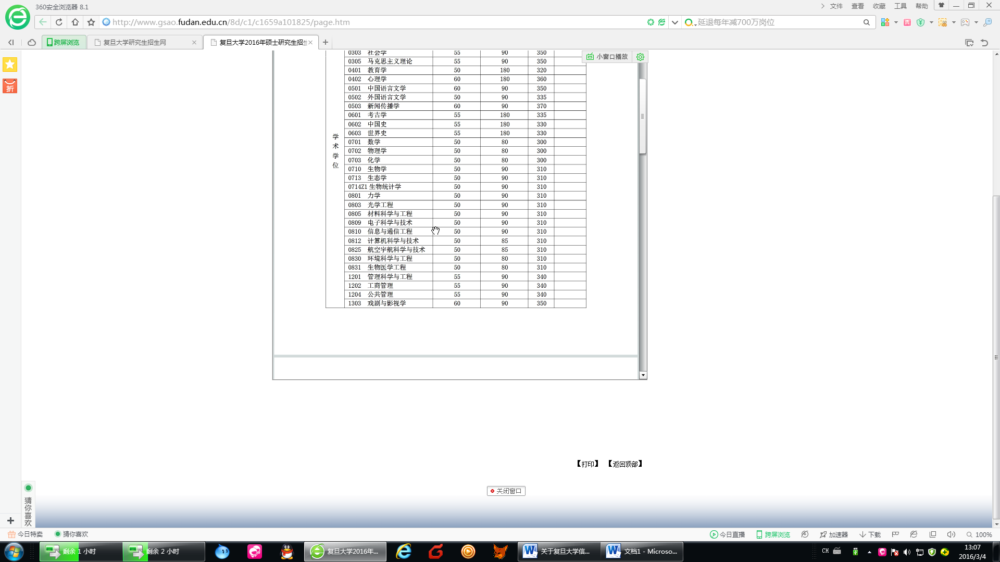 360安全浏览器 8.1
文件 查看 收藏 工具 帮助
http://www.gsao.fudan.edu.cn/8d/c1/c1659a101825/page.htm
延退每年减700万岗位
跨屏浏览
复旦大学研究生招生网
复旦大学2016年硕士研究生招生
折
小窗口播放
学术学位
0303 社会学 55 90 350
0305 马克思主义理论 55 90 350
0401 教育学 50 180 320
0402 心理学 60 180 360
0501 中国语言文学 60 90 350
0502 外国语言文学 50 90 335
0503 新闻传播学 60 90 370
0601 考古学 55 180 335
0602 中国史 55 180 330
0603 世界史 55 180 330
0701 数学 50 80 300
0702 物理学 50 80 300
0703 化学 50 80 300
0710 生物学 50 90 310
0713 生态学 50 90 310
0714Z1 生物统计学 50 90 310
0801 力学 50 90 310
0803 光学工程 50 90 310
0805 材料科学与工程 50 90 310
0809 电子科学与技术 50 90 310
0810 信息与通信工程 50 90 310
0812 计算机科学与技术 50 85 310
0825 航空宇航科学与技术 50 85 310
0830 环境科学与工程 50 80 310
0831 生物医学工程 50 80 310
1201 管理科学与工程 55 90 340
1202 工商管理 55 90 340
1204 公共管理 55 90 340
1303 戏剧与影视学 60 90 350
【打印】 【返回顶部】
关闭窗口
猜你喜欢
今日特卖 猜你喜欢
今日直播 跨屏浏览 加速器 下载 100%
剩余 1 小时
剩余 2 小时
复旦大学2016年...
关于复旦大学信...
文档1 - Microso...
CH
13:07
2016/3/4